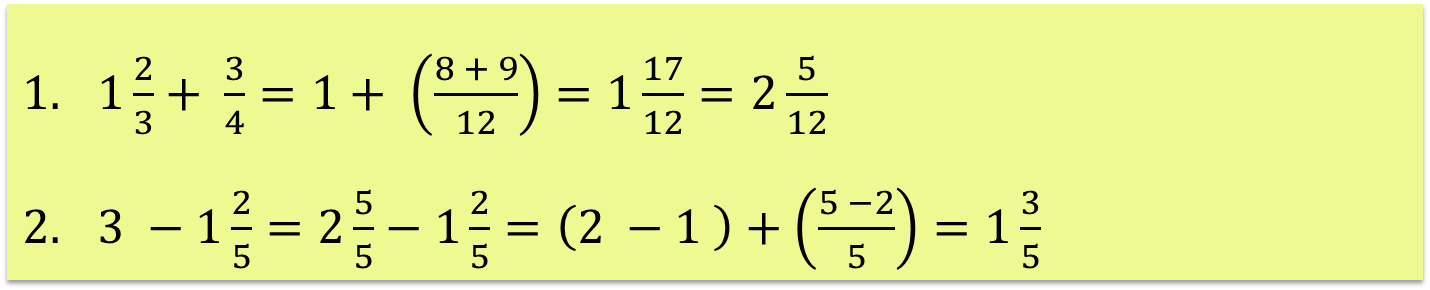 1. 1 2/3 + 3/4 = 1 + (8 + 9/12) = 1 17/12 = 2 5/12
2. 3 − 1 2/5 = 2 5/5 − 1 2/5 = (2 − 1 ) + (5 −2/5) = 1 3/5